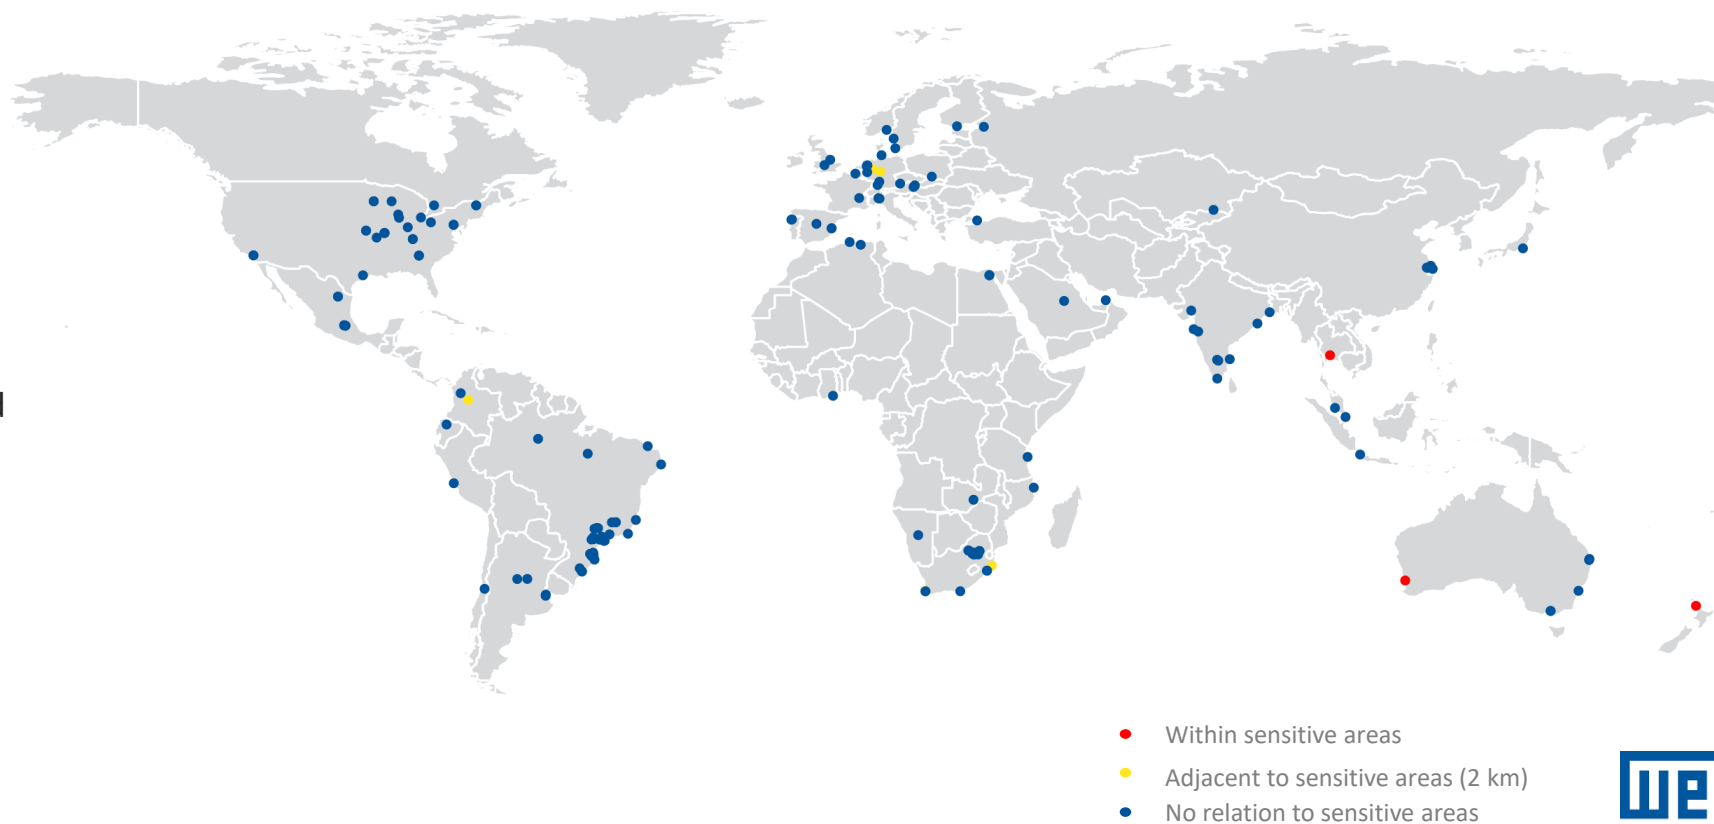 Within sensitive areas
Adjacent to sensitive areas (2 km)
No relation to sensitive areas